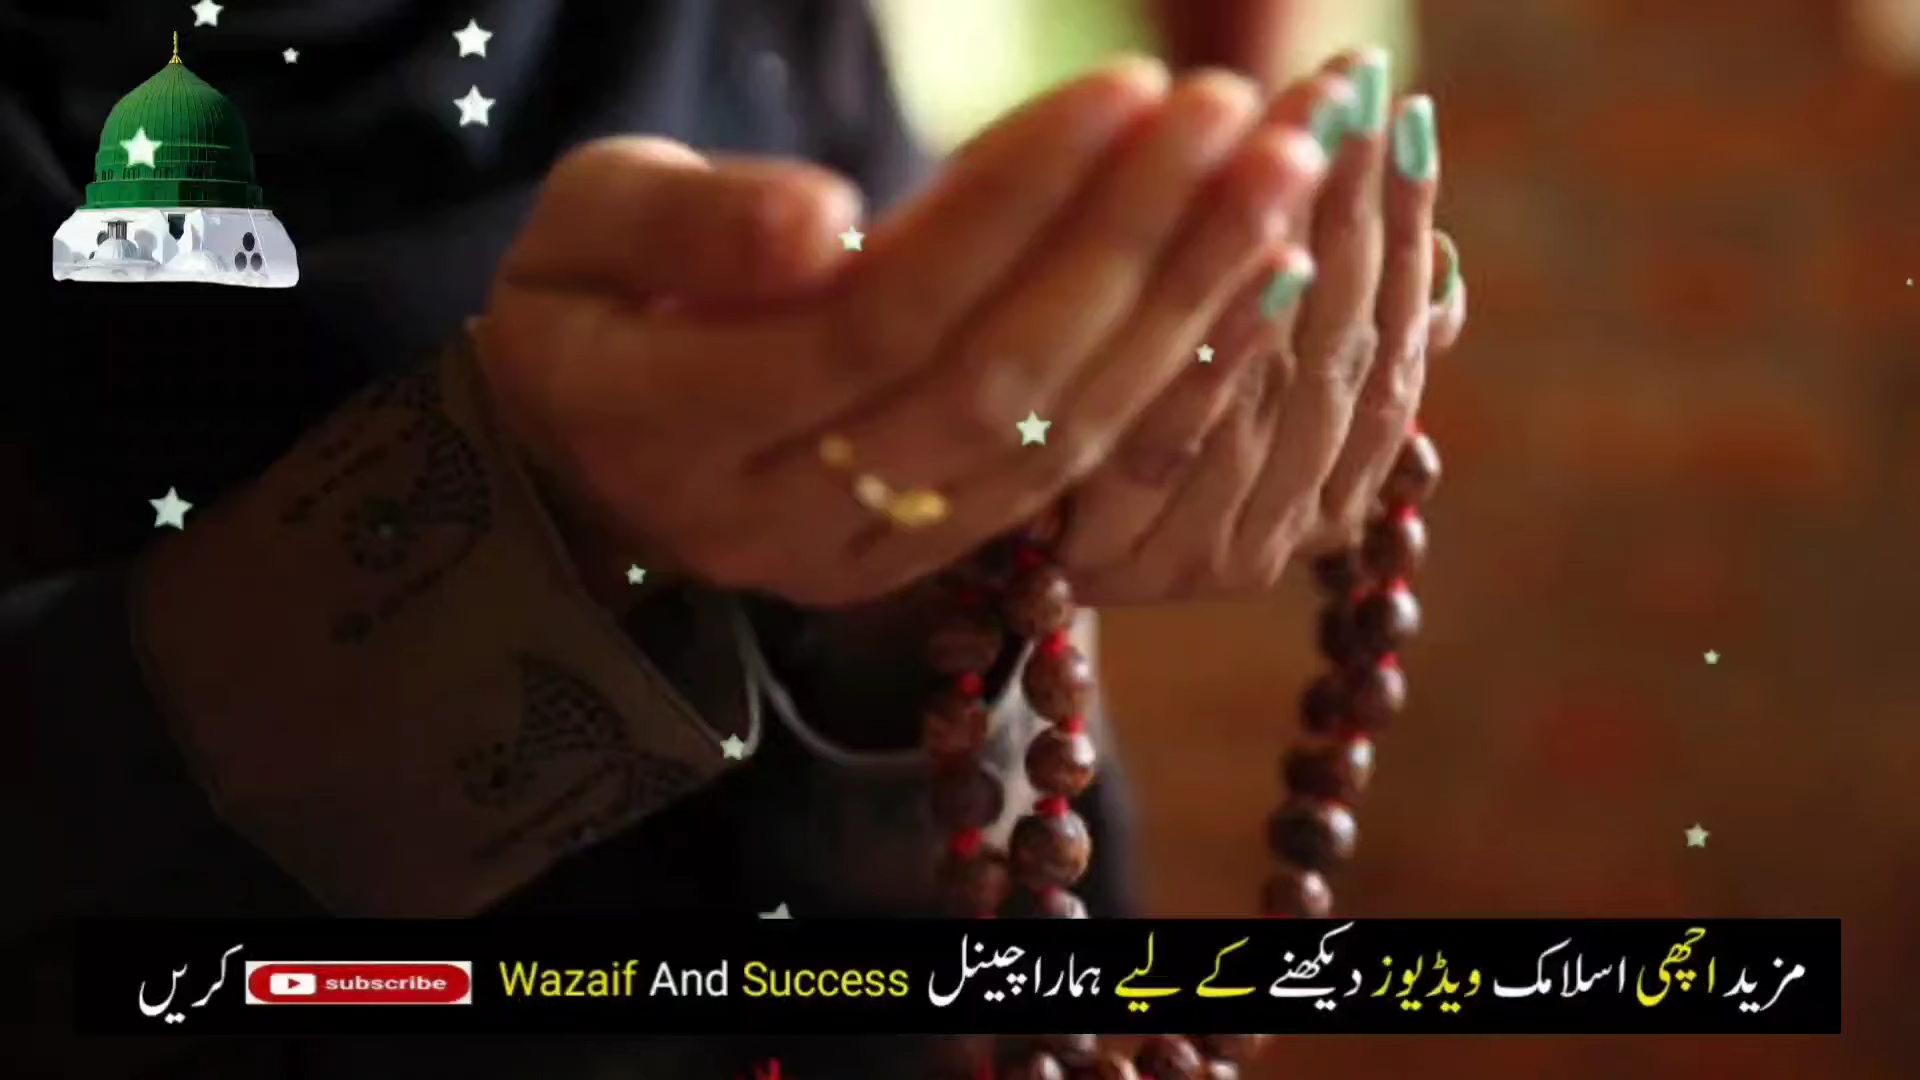 مزید اچھی اسلامک ویڈیوز دیکھنے کے لیے ہمارا چینل Wazaif And Success subscribe کریں